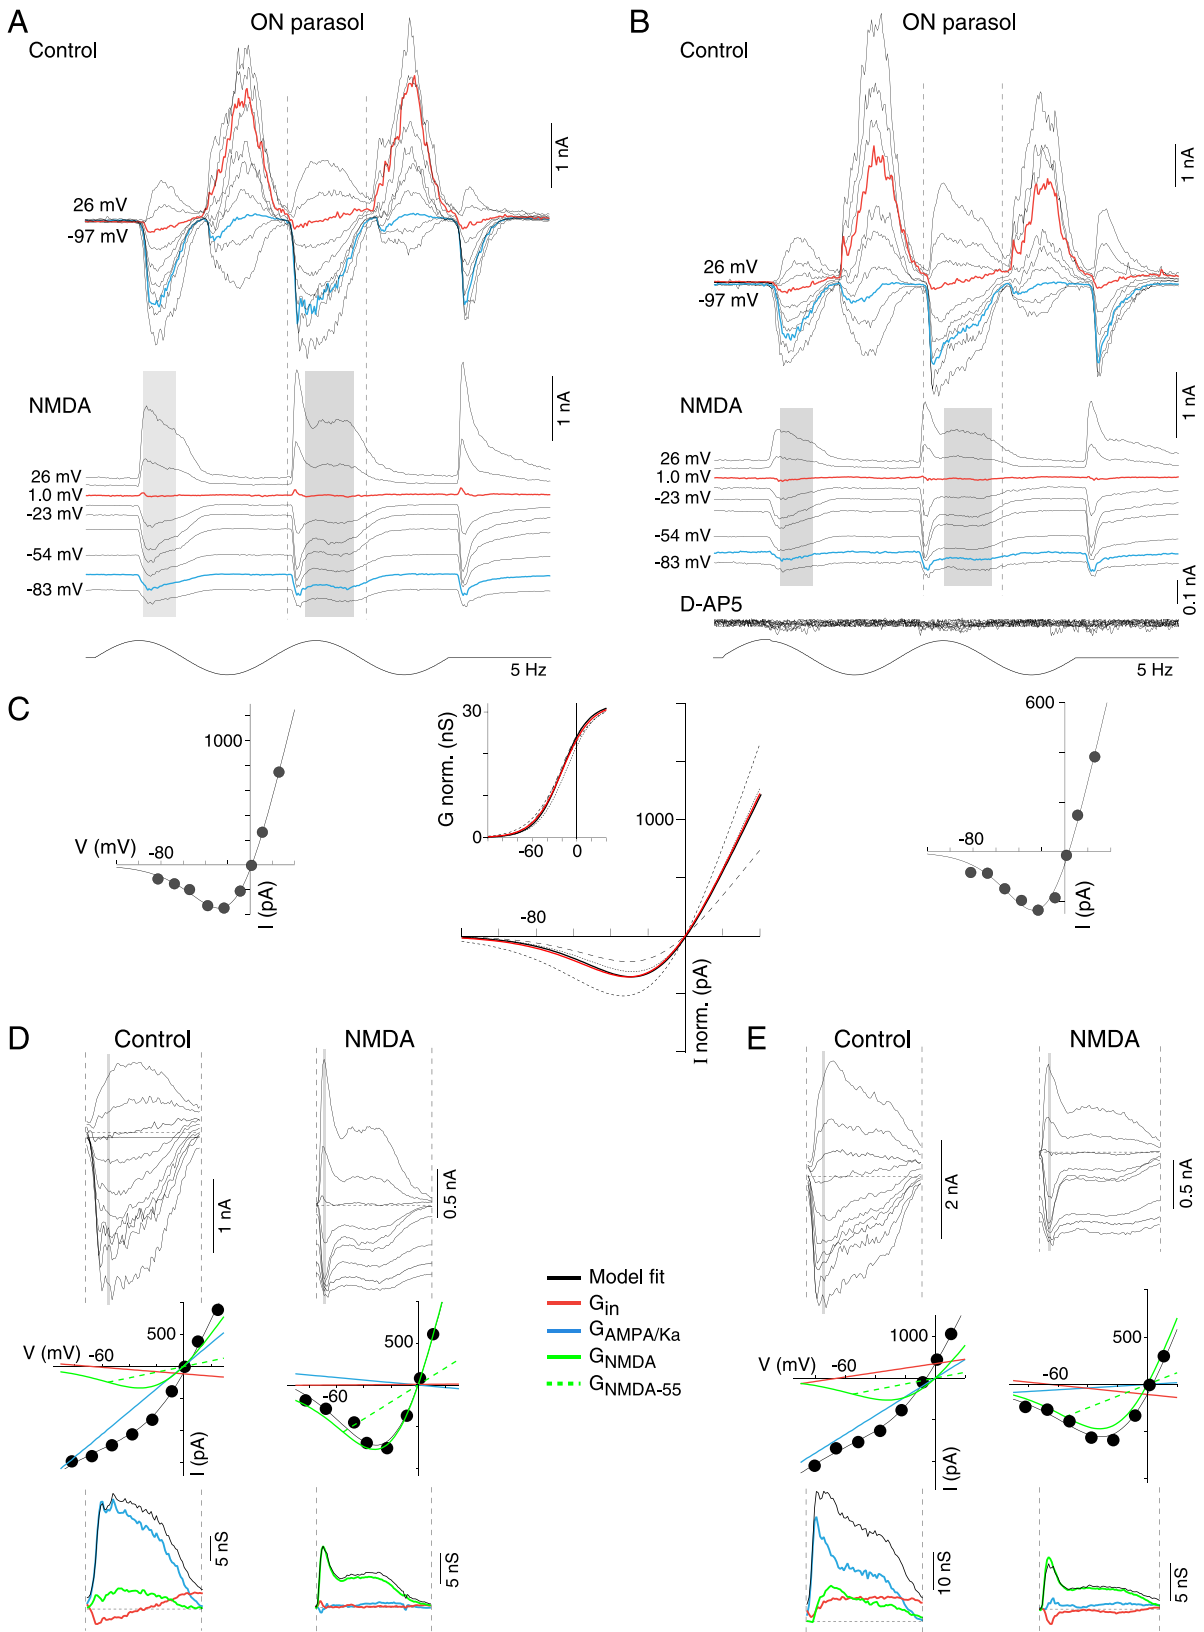 A
ON parasol
Control
1 nA
26 mV
-97 mV
NMDA
1 nA
26 mV
1.0 mV
-23 mV
-54 mV
-83 mV
5 Hz
B
ON parasol
Control
1 nA
26 mV
-97 mV
NMDA
1 nA
26 mV
1.0 mV
-23 mV
-54 mV
-83 mV
0.1 nA
D-AP5
5 Hz
C
1000
V (mV)
-80
I (pA)
30
G norm. (nS)
0
-60
0
1000
-80
I norm. (pA)
600
-80
I (pA)
D
Control
NMDA
1 nA
0.5 nA
500
V (mV)
-60
I (pA)
500
-60
5 nS
5 nS
Model fit
Gin
GAMPA/Ka
GNMDA
GNMDA-55
E
Control
NMDA
2 nA
0.5 nA
1000
V (mV)
-60
I (pA)
500
-60
10 nS
5 nS